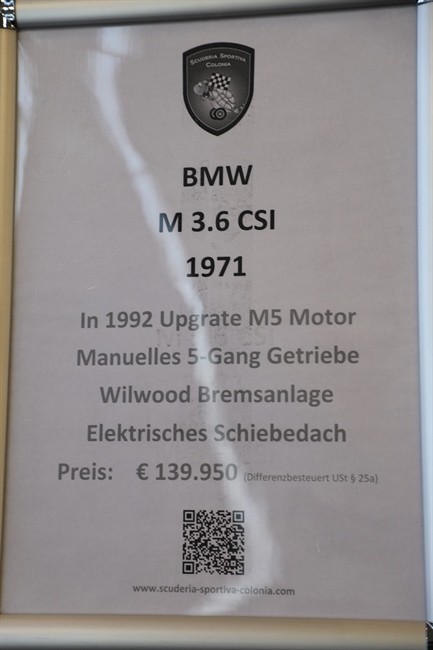 SCUDERIA SPORTIVA
COLONIA
BMW
M 3.6 CSI
1971
In 1992 Upgrate M5 Motor
Manuelles 5-Gang Getriebe
Wilwood Bremsanlage
Elektrisches Schiebedach
Preis: € 139.950 (Differenzbesteuert USt § 25a)
www.scuderia-sportiva-colonia.com